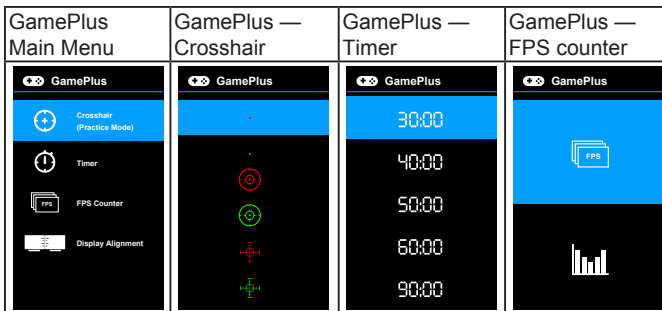 GamePlus
Main Menu
GamePlus —
Crosshair
GamePlus —
Timer
GamePlus —
FPS counter
GamePlus
Crosshair
(Practice Mode)
Timer
FPS
FPS Counter
Display Alignment
GamePlus
GamePlus
30:00
40:00
50:00
60:00
90:00
GamePlus
FPS